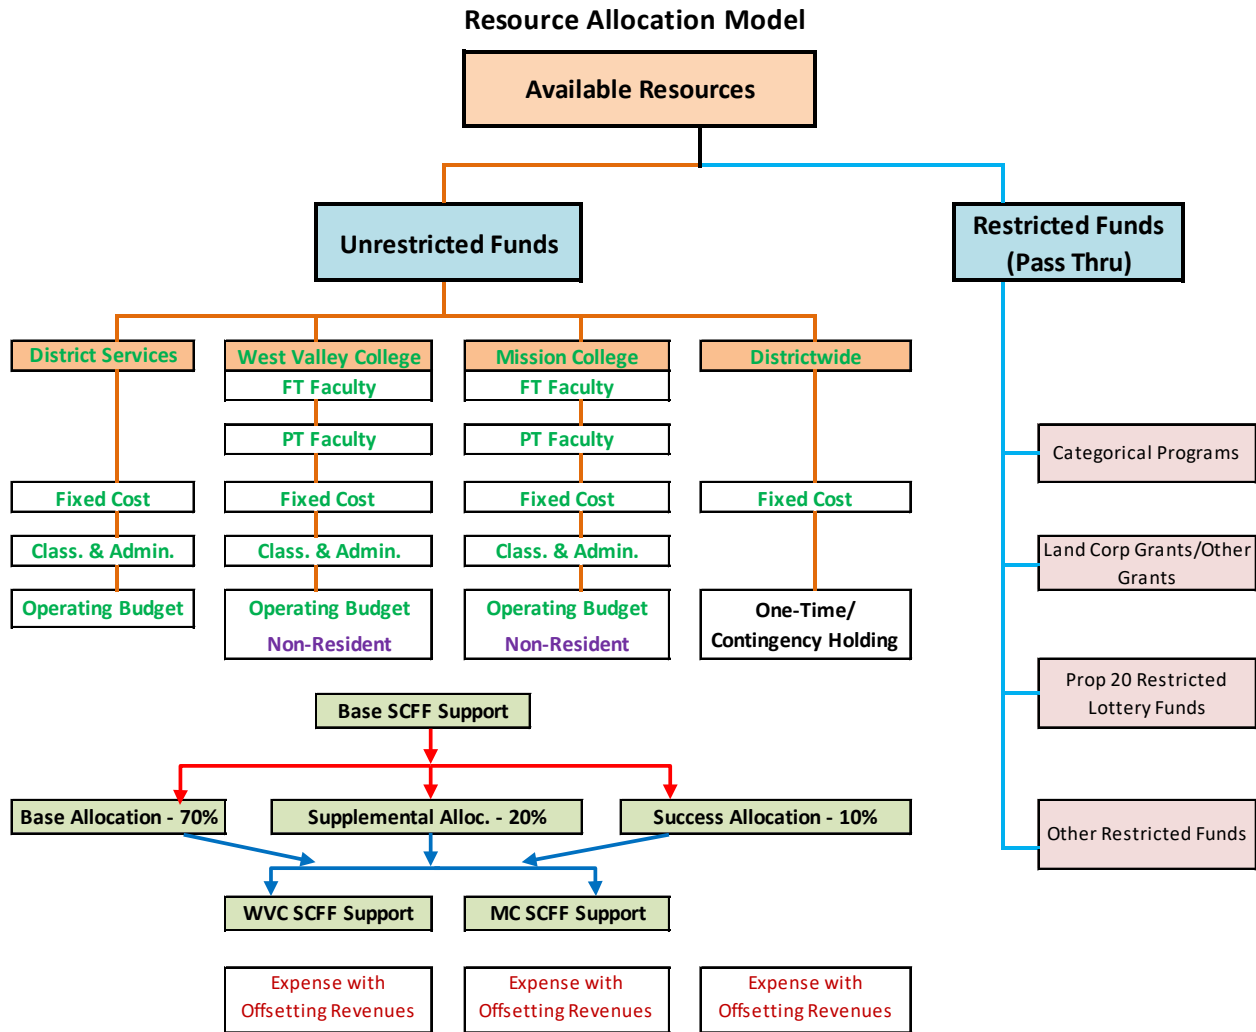 Resource Allocation Model
Available Resources
Unrestricted Funds
Restricted Funds
(Pass Thru)
District Services
West Valley College
Mission College
Districtwide
FT Faculty
FT Faculty
PT Faculty
PT Faculty
Categorical Programs
Fixed Cost
Fixed Cost
Fixed Cost
Fixed Cost
Class. & Admin.
Class. & Admin.
Class. & Admin.
Land Corp Grants/Other
Grants
Operating Budget
Operating Budget
Non-Resident
Operating Budget
Non-Resident
One-Time/
Contingency Holding
Prop 20 Restricted
Lottery Funds
Base SCFF Support
Base Allocation - 70%
Supplemental Alloc. - 20%
Success Allocation - 10%
Other Restricted Funds
WVC SCFF Support
MC SCFF Support
Expense with
Offsetting Revenues
Expense with
Offsetting Revenues
Expense with
Offsetting Revenues